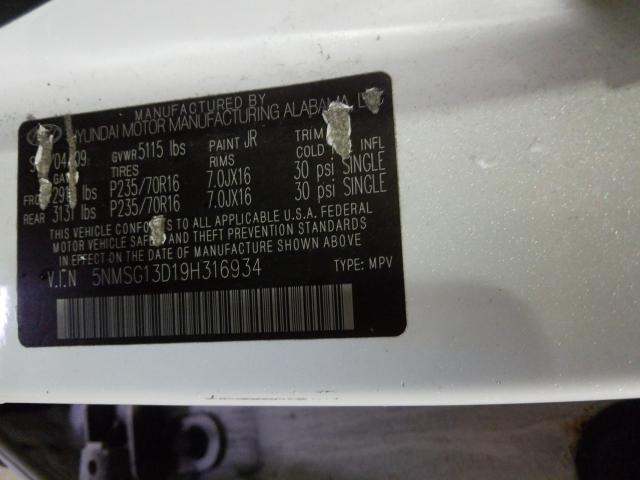 MANUFACTURED BY
HYUNDAI MOTOR MANUFACTURING ALABAMA,
04 09 GVWR 5115 lbs PAINT JR TRIM
TIRES RIMS COLD INFL
lbs P235/70R16 7.0JX16 30 psi SINGLE
REAR 3131 lbs P235/70R16 7.0JX16 30 psi SINGLE
THIS VEHICLE CONFORMS TO ALL APPLICABLE U.S.A. FEDERAL
MOTOR VEHICLE SAFETY AND BUMPER STANDARDS
IN EFFECT ON THE DATE OF MANUFACTURE SHOWN ABOVE.
V.I.N 5NMSG13D19H316934 TYPE: MPV